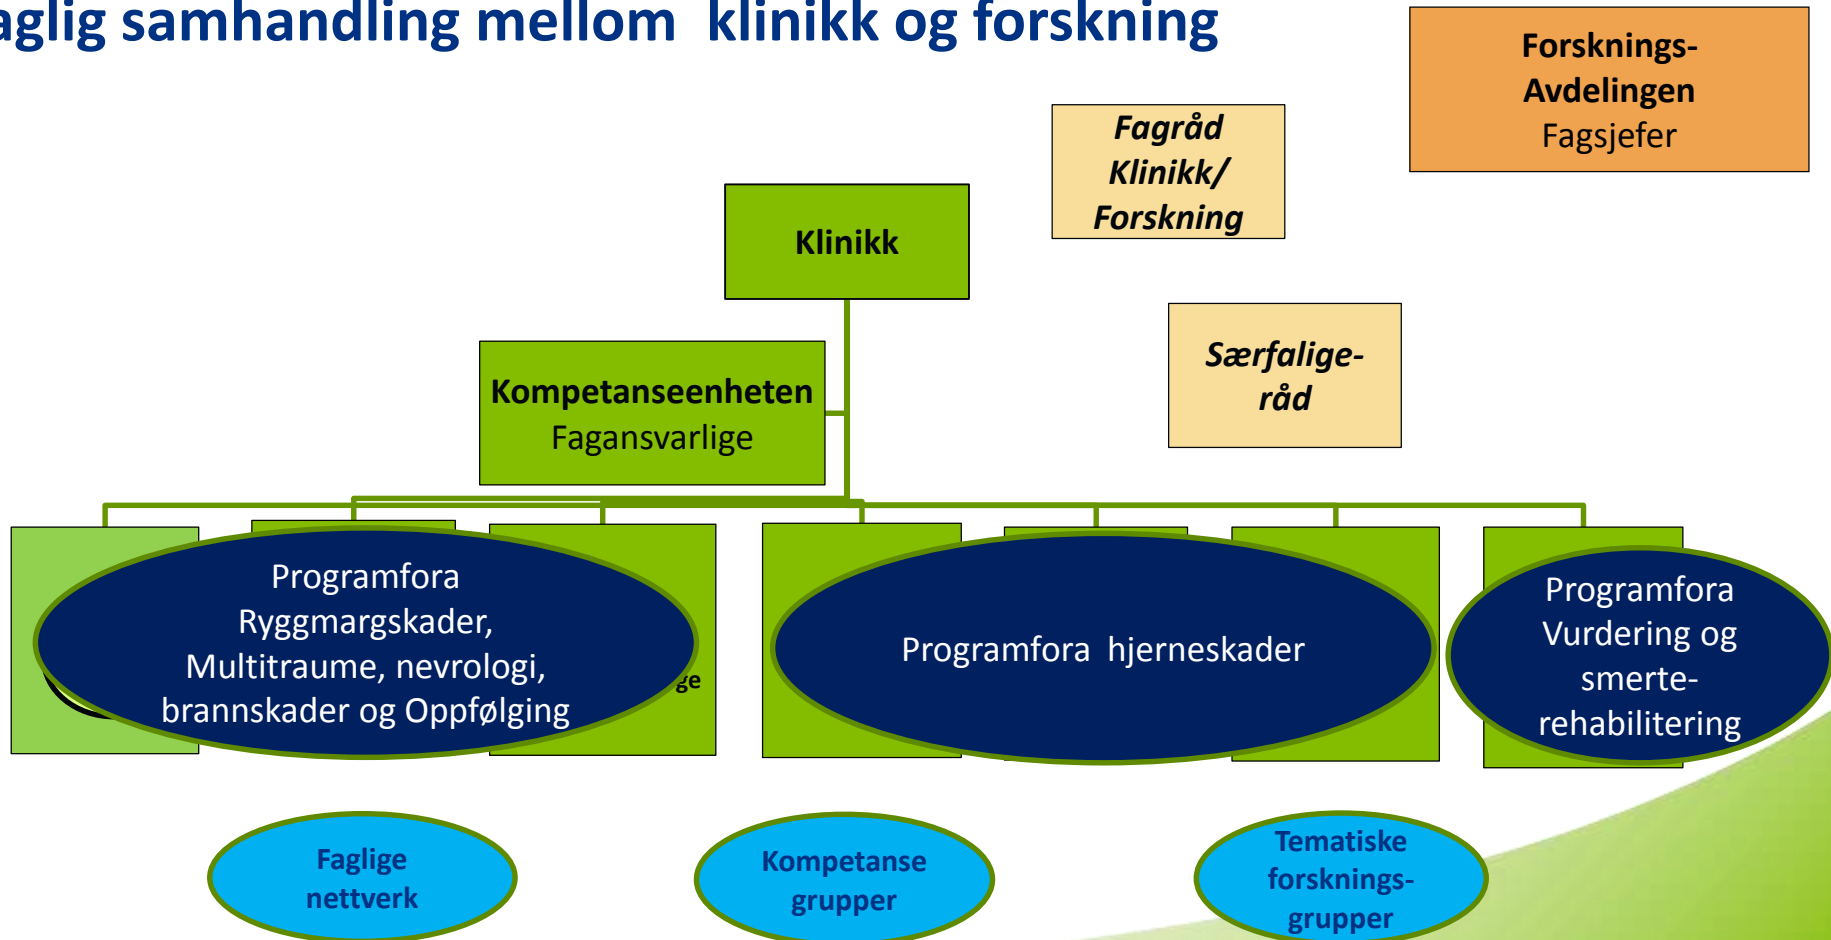 aglig samhandling mellom klinikk og forskning
Forsknings-
Avdelingen
Fagsjefer
Fagråd
Klinikk/
Forskning
Klinikk
Særfalige-
råd
Kompetanseenheten
Fagansvarlige
Programfora
Ryggmargskader,
Multitraume, nevrologi,
brannskader og Oppfølging
ge
Programfora hjerneskader
Programfora
Vurdering og
smerte-
rehabilitering
Faglige
nettverk
Kompetanse
grupper
Tematiske
forsknings-
grupper